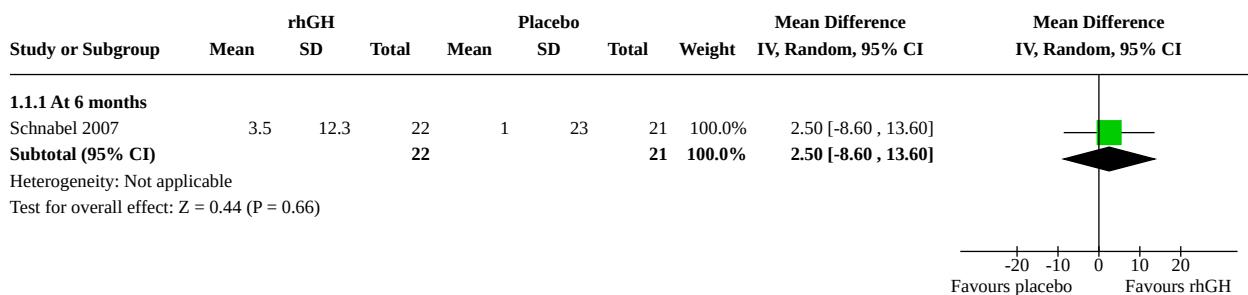 rhGH Placebo Mean Difference Mean Difference
Study or Subgroup Mean SD Total Mean SD Total Weight IV, Random, 95% CI IV, Random, 95% CI
1.1.1 At 6 months
Schnabel 2007 3.5 12.3 22 1 23 21 100.0% 2.50 [-8.60 , 13.60]
Subtotal (95% CI) 22 21 100.0% 2.50 [-8.60 , 13.60]
Heterogeneity: Not applicable
Test for overall effect: Z = 0.44 (P = 0.66)
-20 -10 0 10 20
Favours placebo Favours rhGH